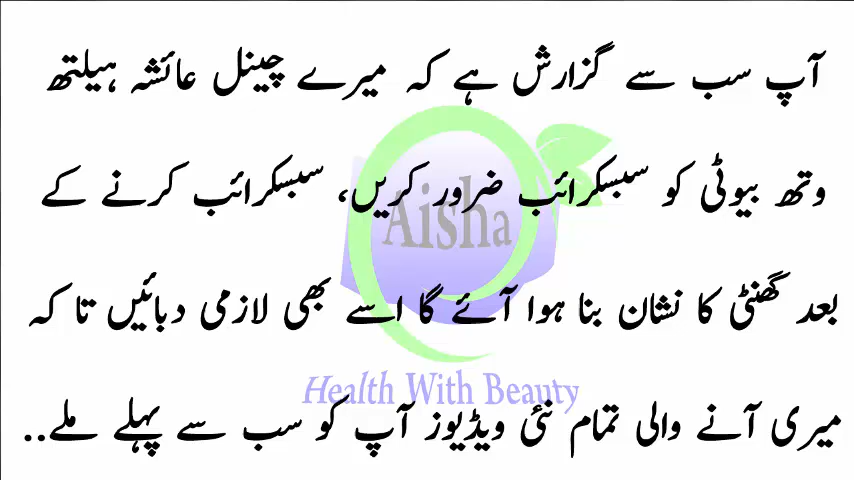 آپ سب سے گزارش ہے کہ میرے چینل عائشہ ہیلتھ
وتھ بیوٹی کو سبسکرائب ضرور کریں، سبسکرائب کرنے کے
Aisha
بعد گھنٹی کا نشان بنا ہوا آئے گا اسے بھی لازمی دبائیں تا کہ
Health With Beauty
میری آنے والی تمام نئی ویڈیوز آپ کو سب سے پہلے ملے..